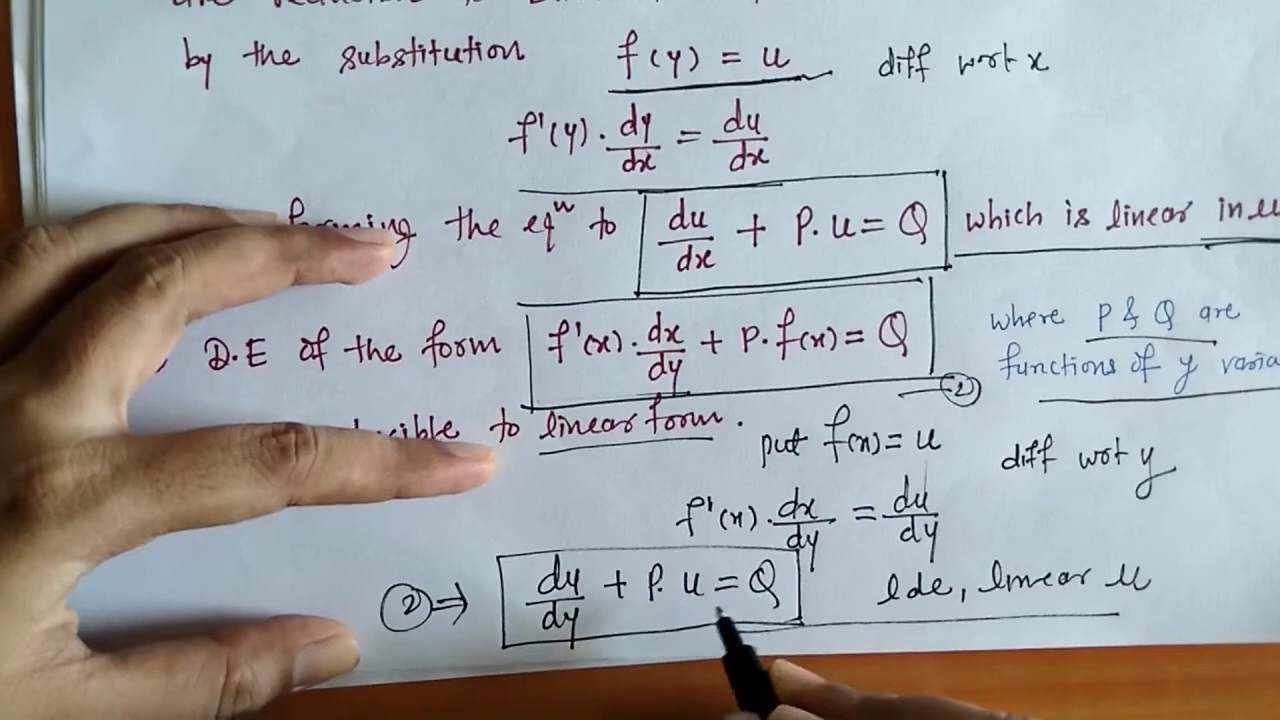 by the substitution f(y) = u diff wrt x
f'(y) · dy/dx = du/dx
the eqⁿ to du/dx + P. u = Q which is linear in u
D.E of the form f'(x) · dx/dy + P. f(x) = Q where P & Q are
② functions of y
to linear form. put f(x) = u diff wrt y
f'(x) · dx/dy = du/dy
② ⇒ du/dy + P. u = Q lde, linear u